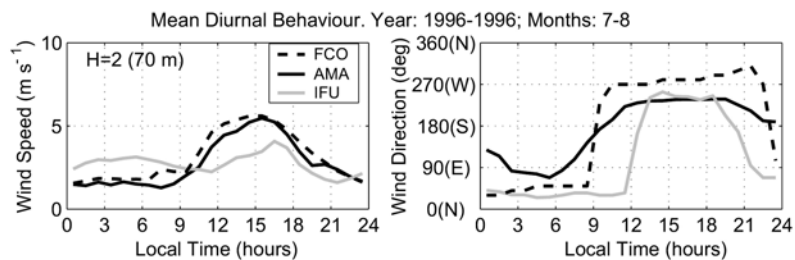 Mean Diurnal Behaviour. Year: 1996-1996; Months: 7-8
Wind Speed (m s⁻¹)
10
5
0
H=2 (70 m)
FCO
AMA
IFU
0 3 6 9 12 15 18 21 24
Local Time (hours)
Wind Direction (deg)
360(N)
270(W)
180(S)
90(E)
0(N)
0 3 6 9 12 15 18 21 24
Local Time (hours)